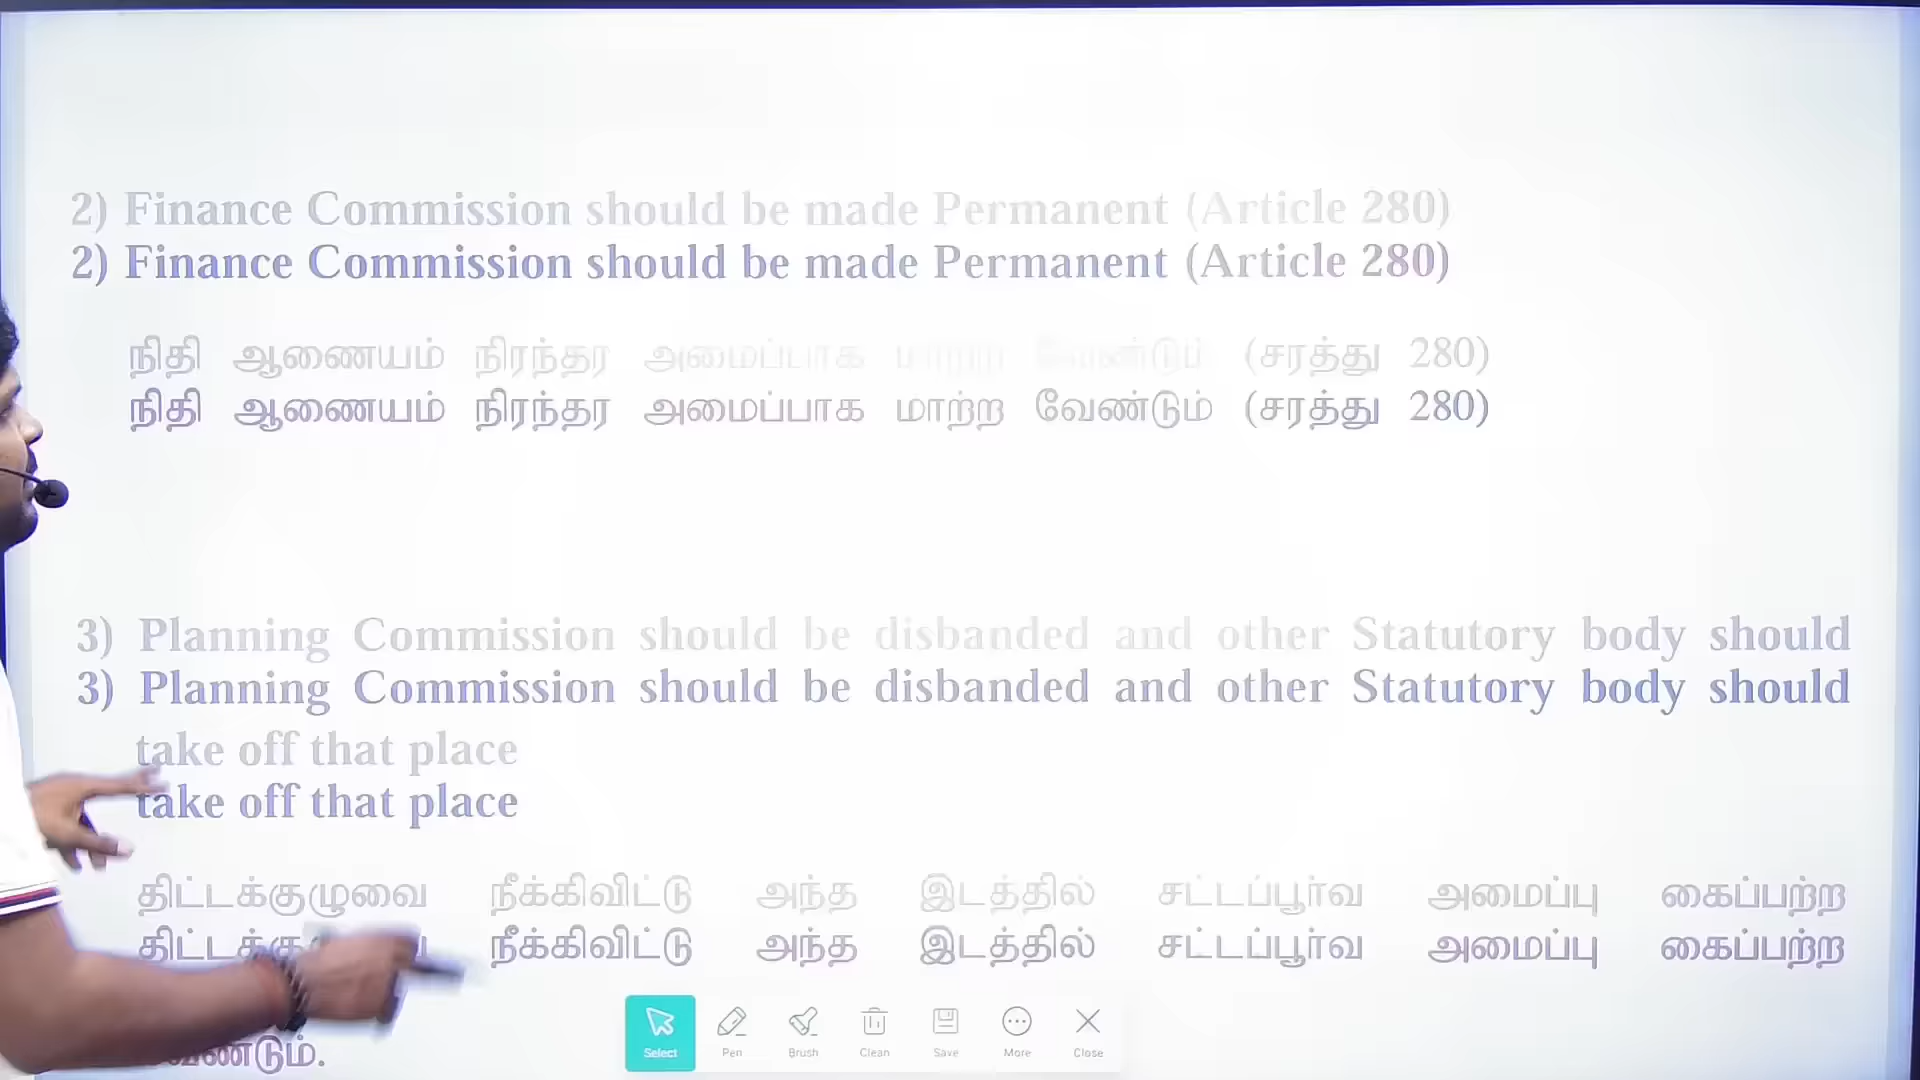 2) Finance Commission should be made Permanent (Article 280)
2) Finance Commission should be made Permanent (Article 280)
நிதி ஆணையம் நிரந்தர அமைப்பாக மாற்ற வேண்டும் (சரத்து 280)
நிதி ஆணையம் நிரந்தர அமைப்பாக மாற்ற வேண்டும் (சரத்து 280)
3) Planning Commission should be disbanded and other Statutory body should
3) Planning Commission should be disbanded and other Statutory body should
take off that place
take off that place
திட்டக்குழுவை நீக்கிவிட்டு அந்த இடத்தில் சட்டப்பூர்வ அமைப்பு கைப்பற்ற
நீக்கிவிட்டு அந்த இடத்தில் சட்டப்பூர்வ அமைப்பு கைப்பற்ற
வேண்டும்.
Select Pen Brush Clean Save More Close